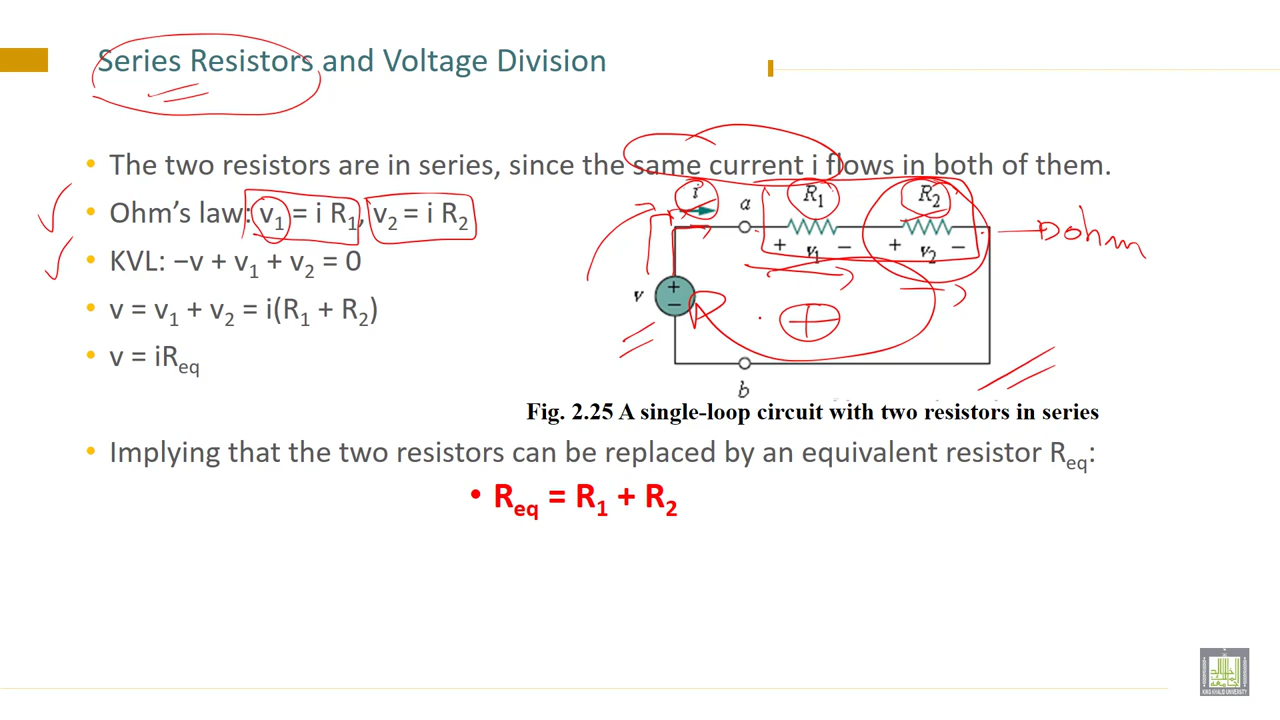 Series Resistors and Voltage Division
• The two resistors are in series, since the same current i flows in both of them.
• Ohm's law: v₁ = i R₁, v₂ = i R₂
• KVL: −v + v₁ + v₂ = 0
• v = v₁ + v₂ = i(R₁ + R₂)
• v = iReq
i
a
R₁
R₂
+ v₁ −
+ v₂ −
ohm
v
+
−
+
b
Fig. 2.25 A single-loop circuit with two resistors in series
• Implying that the two resistors can be replaced by an equivalent resistor Req:
• Req = R₁ + R₂
KING KHALID UNIVERSITY